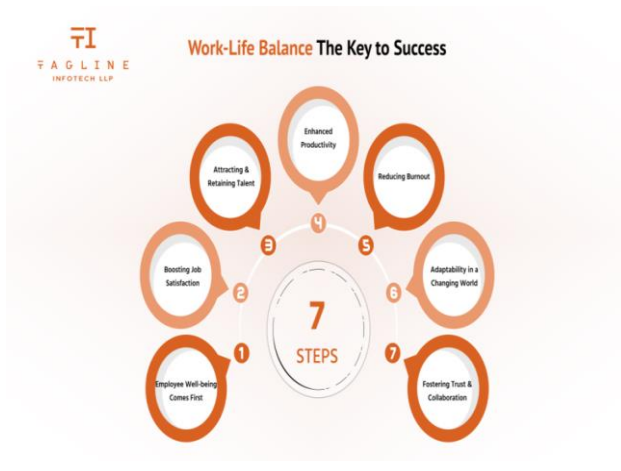 TI
TAGLINE
INFOTECH LLP
Work-Life Balance The Key to Success
Enhanced
Productivity
Attracting &
Retaining Talent
Reducing Burnout
4
3
5
Boosting Job
Satisfaction
Adaptability in a
Changing World
2
6
7
STEPS
1
7
Employee Well-being
Comes First
Fostering Trust &
Collaboration